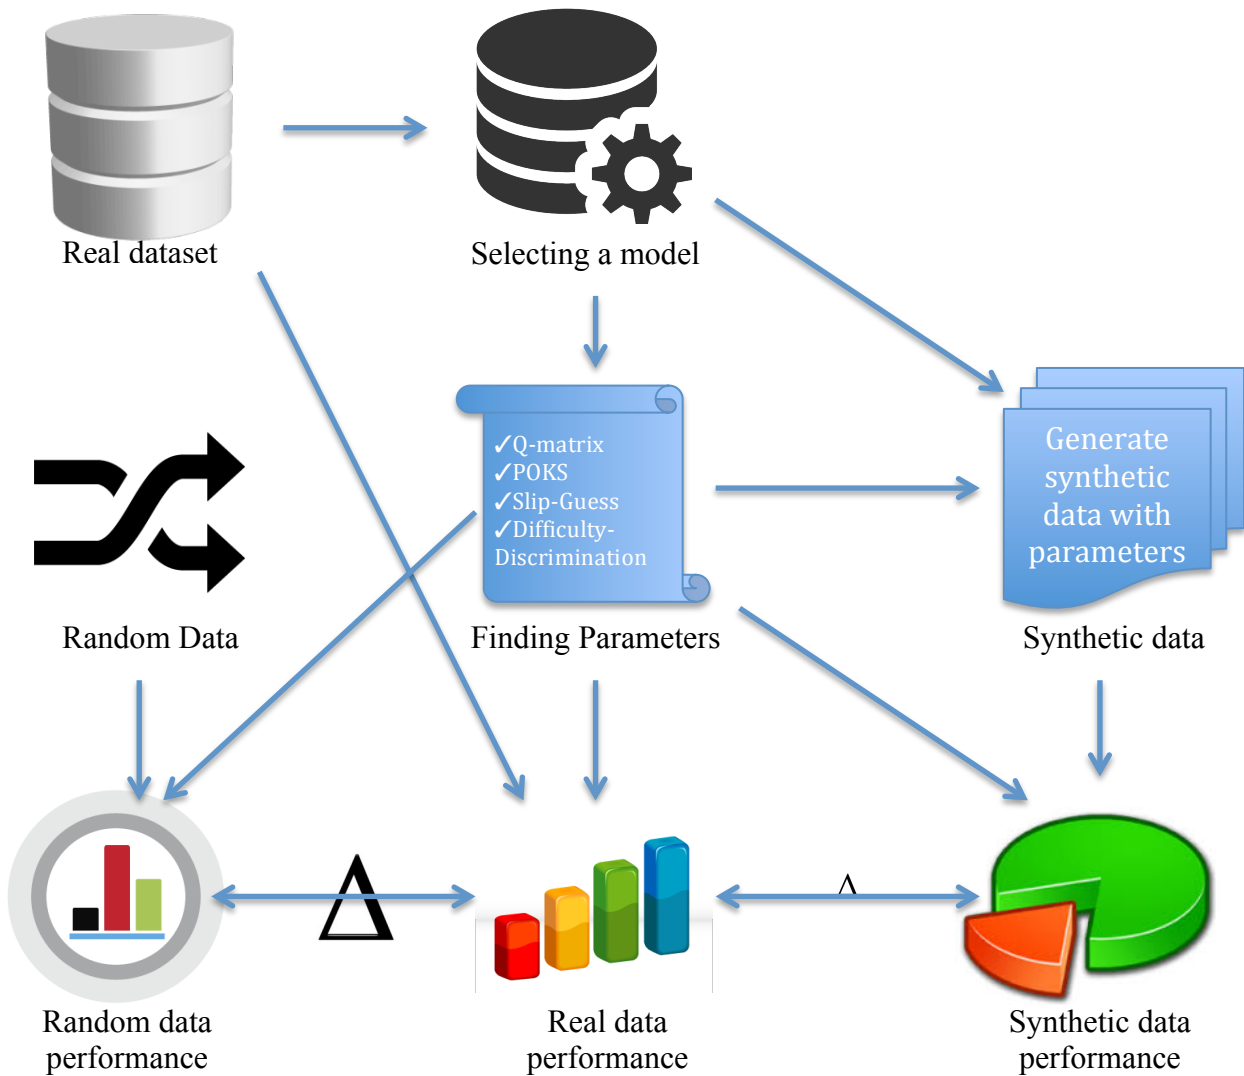 Real dataset
Selecting a model
✓Q-matrix
✓POKS
✓Slip-Guess
✓Difficulty-
Discrimination
Generate
synthetic
data with
parameters
Random Data
Finding Parameters
Synthetic data
Δ
Δ
Random data
performance
Real data
performance
Synthetic data
performance